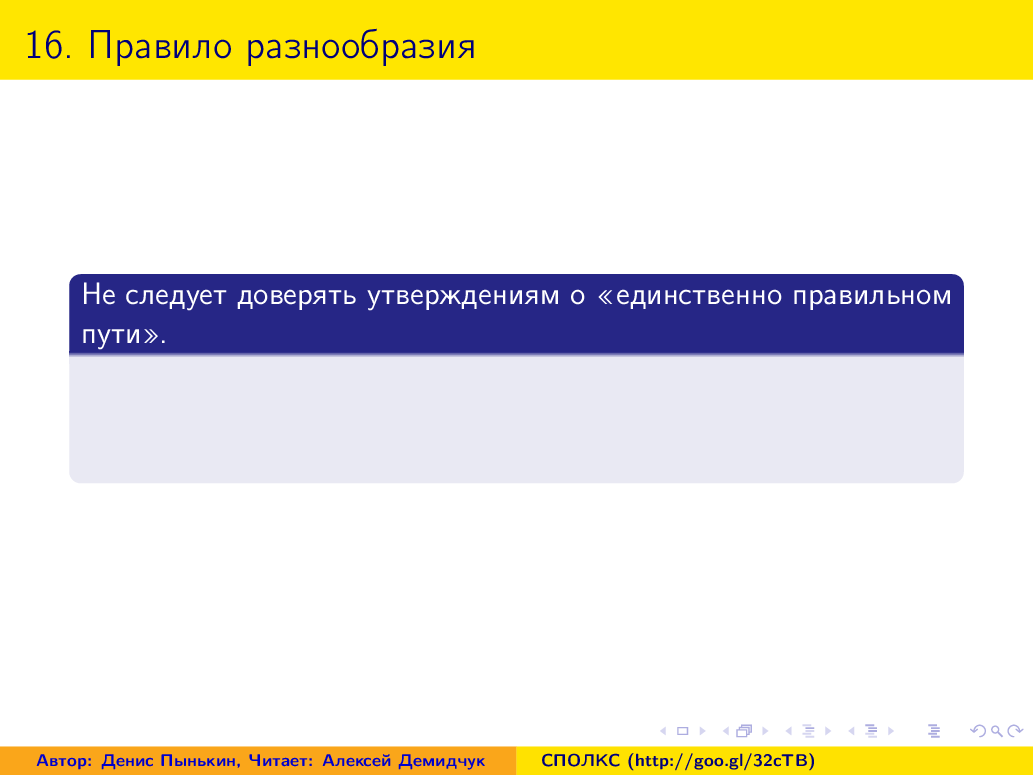 16. Правило разнообразия
Не следует доверять утверждениям о «единственно правильном
пути».
Автор: Денис Пынькин, Читает: Алексей Демидчук
СПОЛКС (http://goo.gl/32cTB)